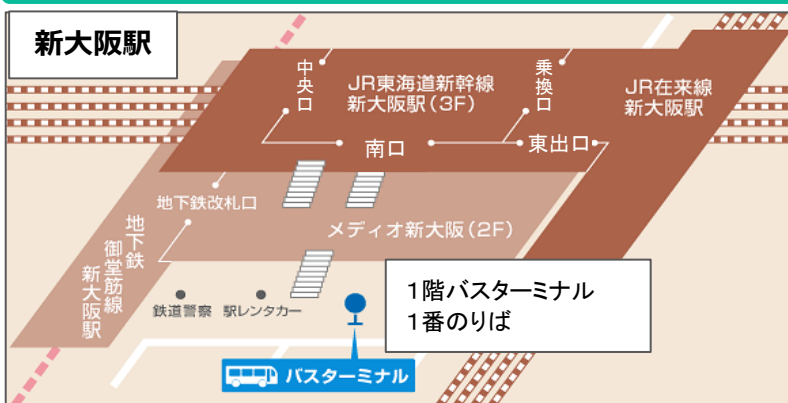 新大阪駅
中央口
JR東海道新幹線
新大阪駅(3F)
乗換口
JR在来線
新大阪駅
南口
東出口
地下鉄改札口
メディオ新大阪(2F)
地下鉄
御堂筋線
新大阪駅
鉄道警察
駅レンタカー
1階バスターミナル
1番のりば
バスターミナル